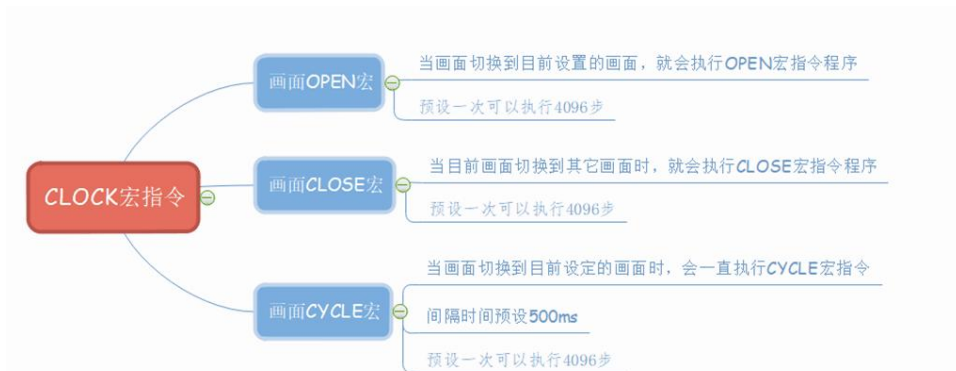 画面OPEN宏
当画面切换到目前设置的画面，就会执行OPEN宏指令程序
预设一次可以执行4096步
CLOCK宏指令
画面CLOSE宏
当目前画面切换到其它画面时，就会执行CLOSE宏指令程序
预设一次可以执行4096步
画面CYCLE宏
当画面切换到目前设定的画面时，会一直执行CYCLE宏指令
间隔时间预设500ms
预设一次可以执行4096步